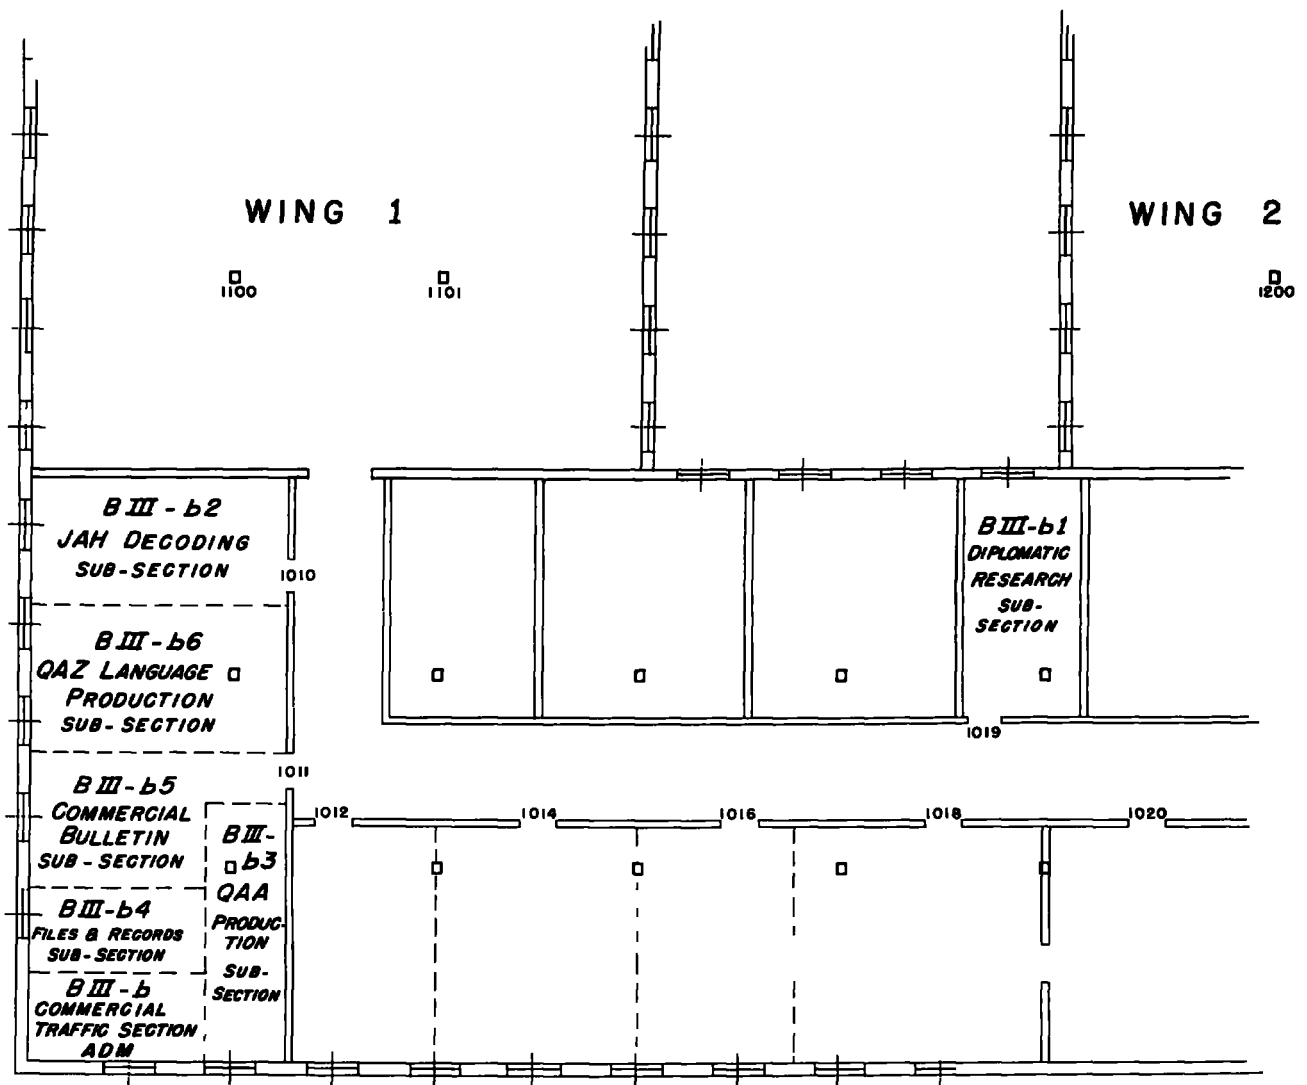 WING 1
WING 2
1100
1101
1200
B III - b2
JAH DECODING
SUB-SECTION
1010
B III-b1
DIPLOMATIC
RESEARCH
SUB-
SECTION
B III - b6
QAZ LANGUAGE
PRODUCTION
SUB-SECTION
1019
1011
B III - b5
COMMERCIAL
BULLETIN
SUB - SECTION
1012
1014
1016
1018
1020
B III-
b3
QAA
PRODUC-
TION
SUB-
SECTION
B III-b4
FILES & RECORDS
SUB-SECTION
B III - b
COMMERCIAL
TRAFFIC SECTION
ADM